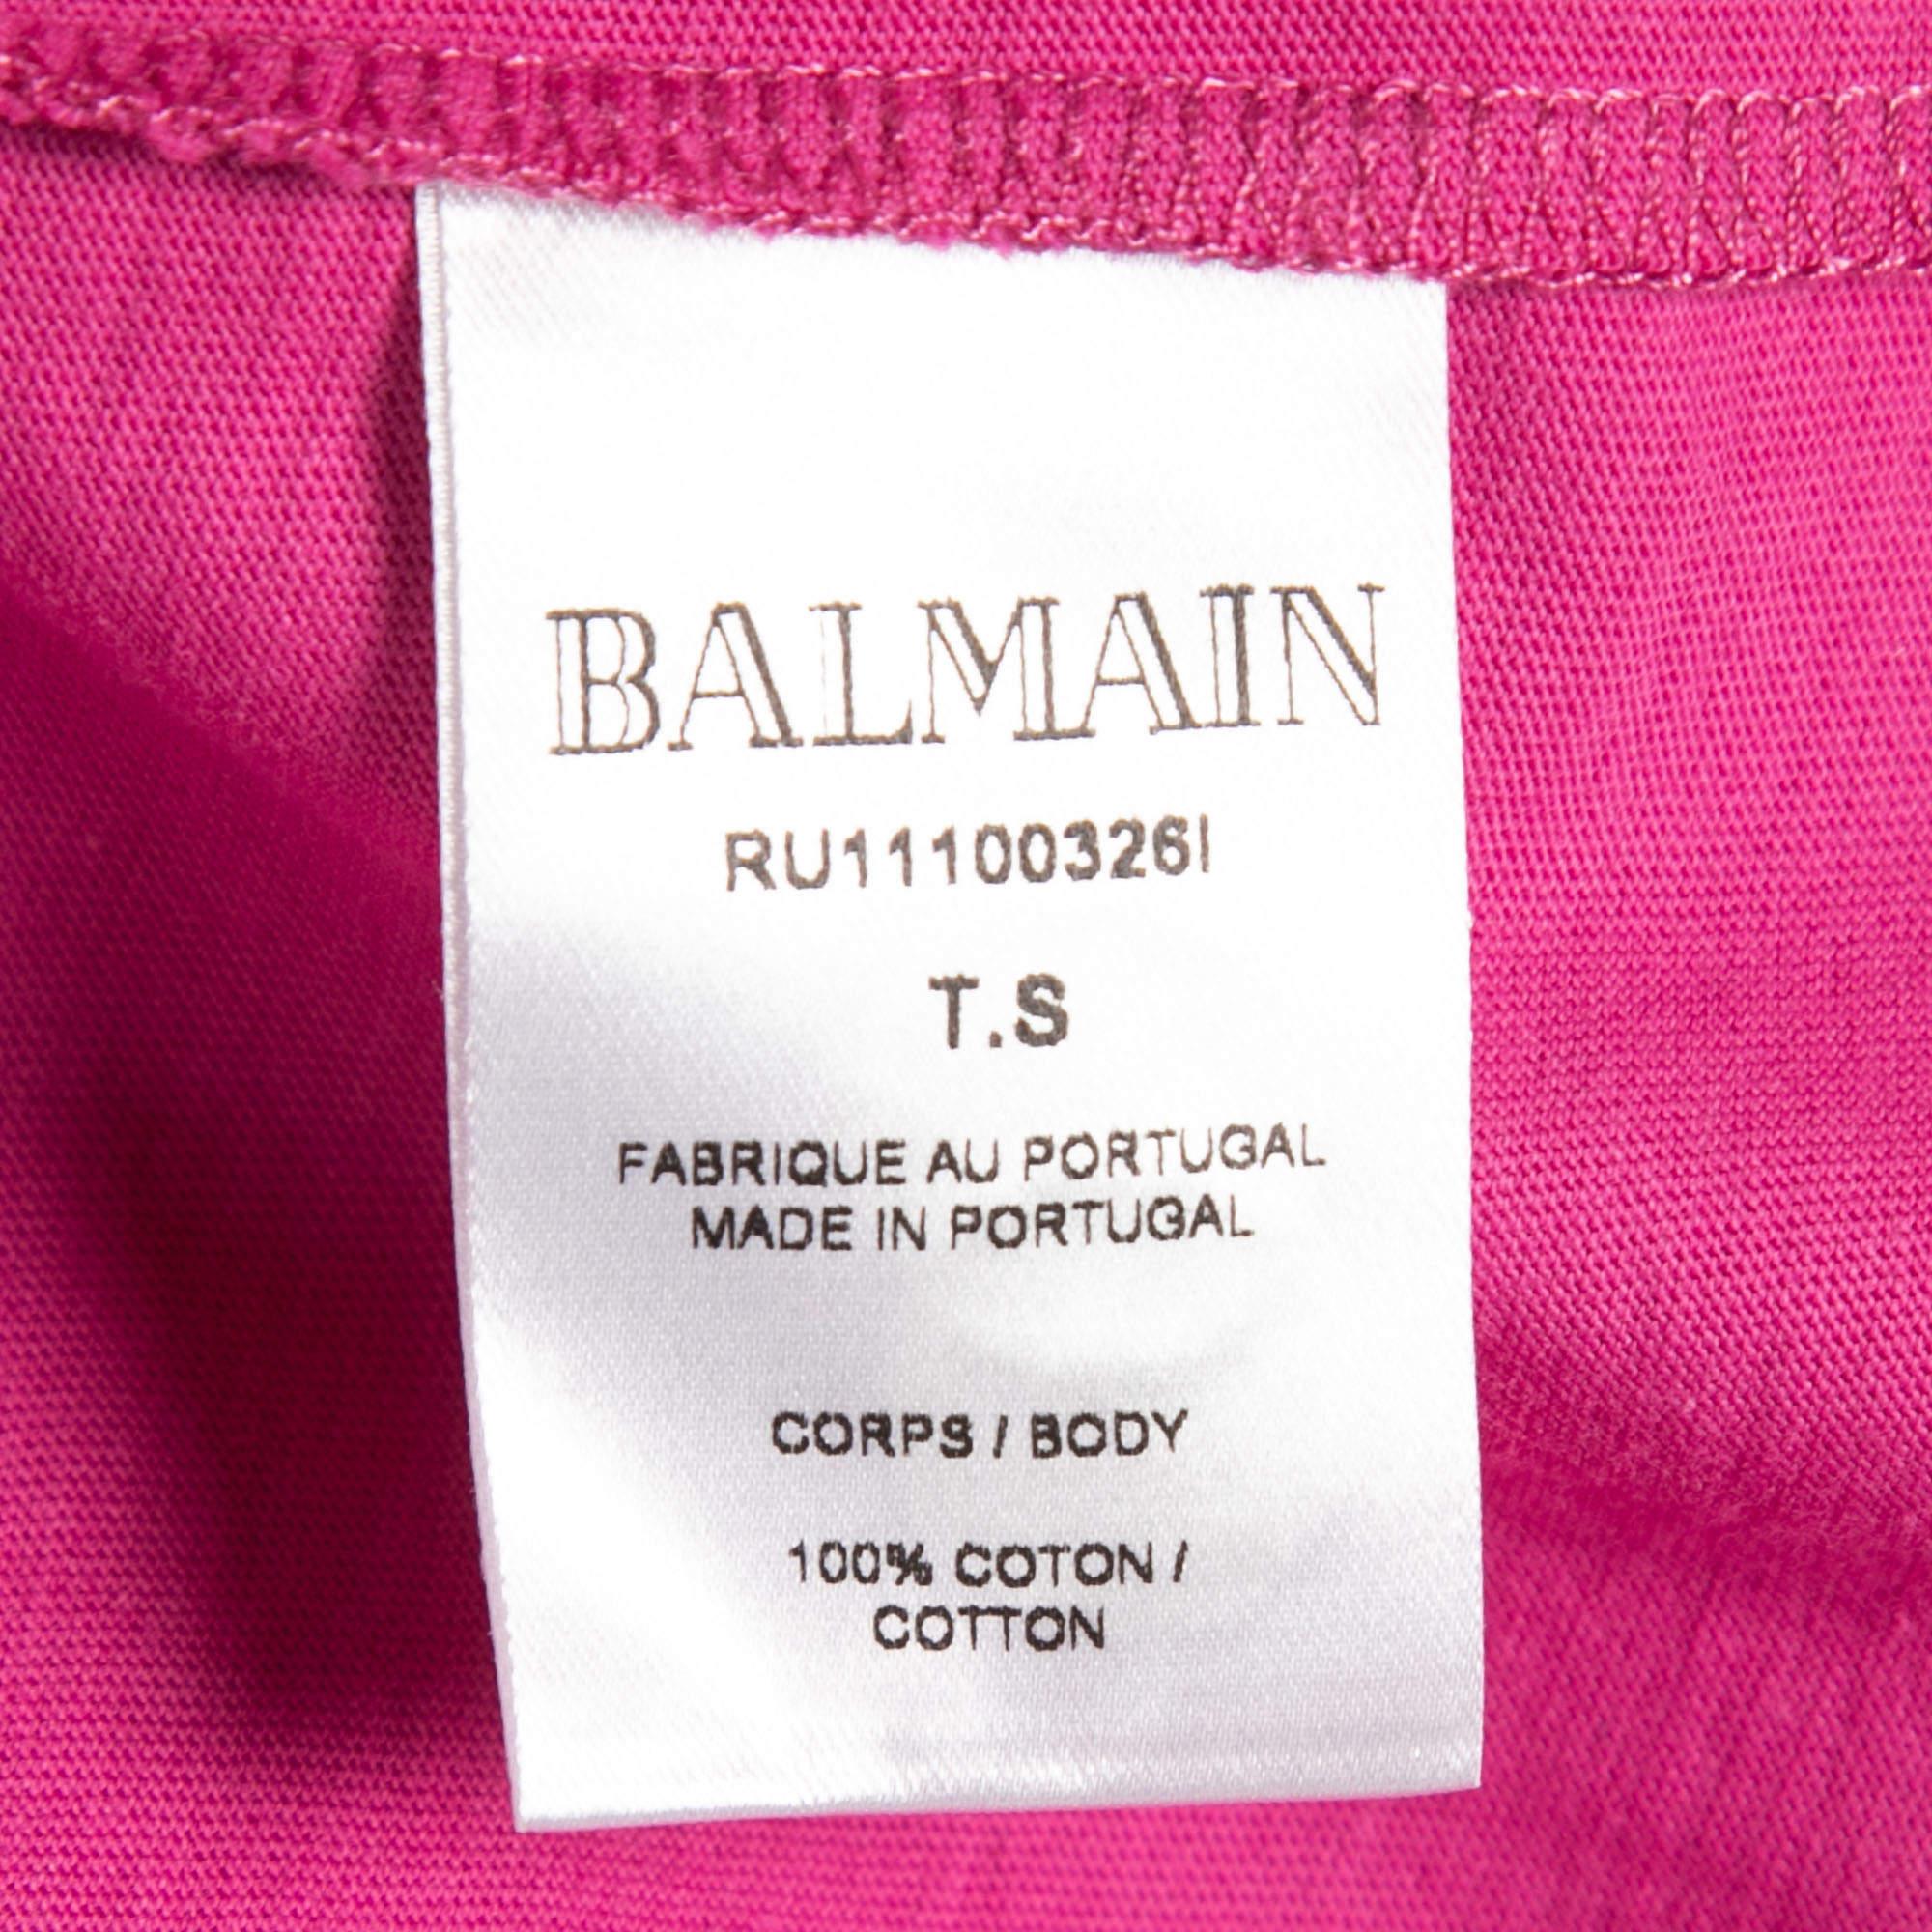 BALMAIN
RU11100326I
T.S
FABRIQUE AU PORTUGAL
MADE IN PORTUGAL
CORPS / BODY
100% COTON /
COTTON